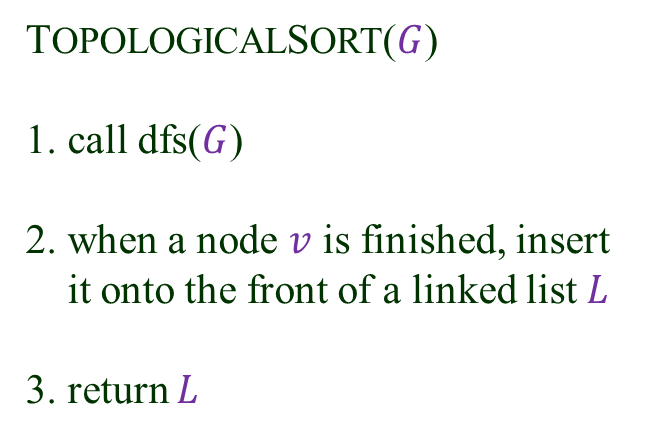 TOPOLOGICALSORT(G)
1. call dfs(G)
2. when a node v is finished, insert
it onto the front of a linked list L
3. return L